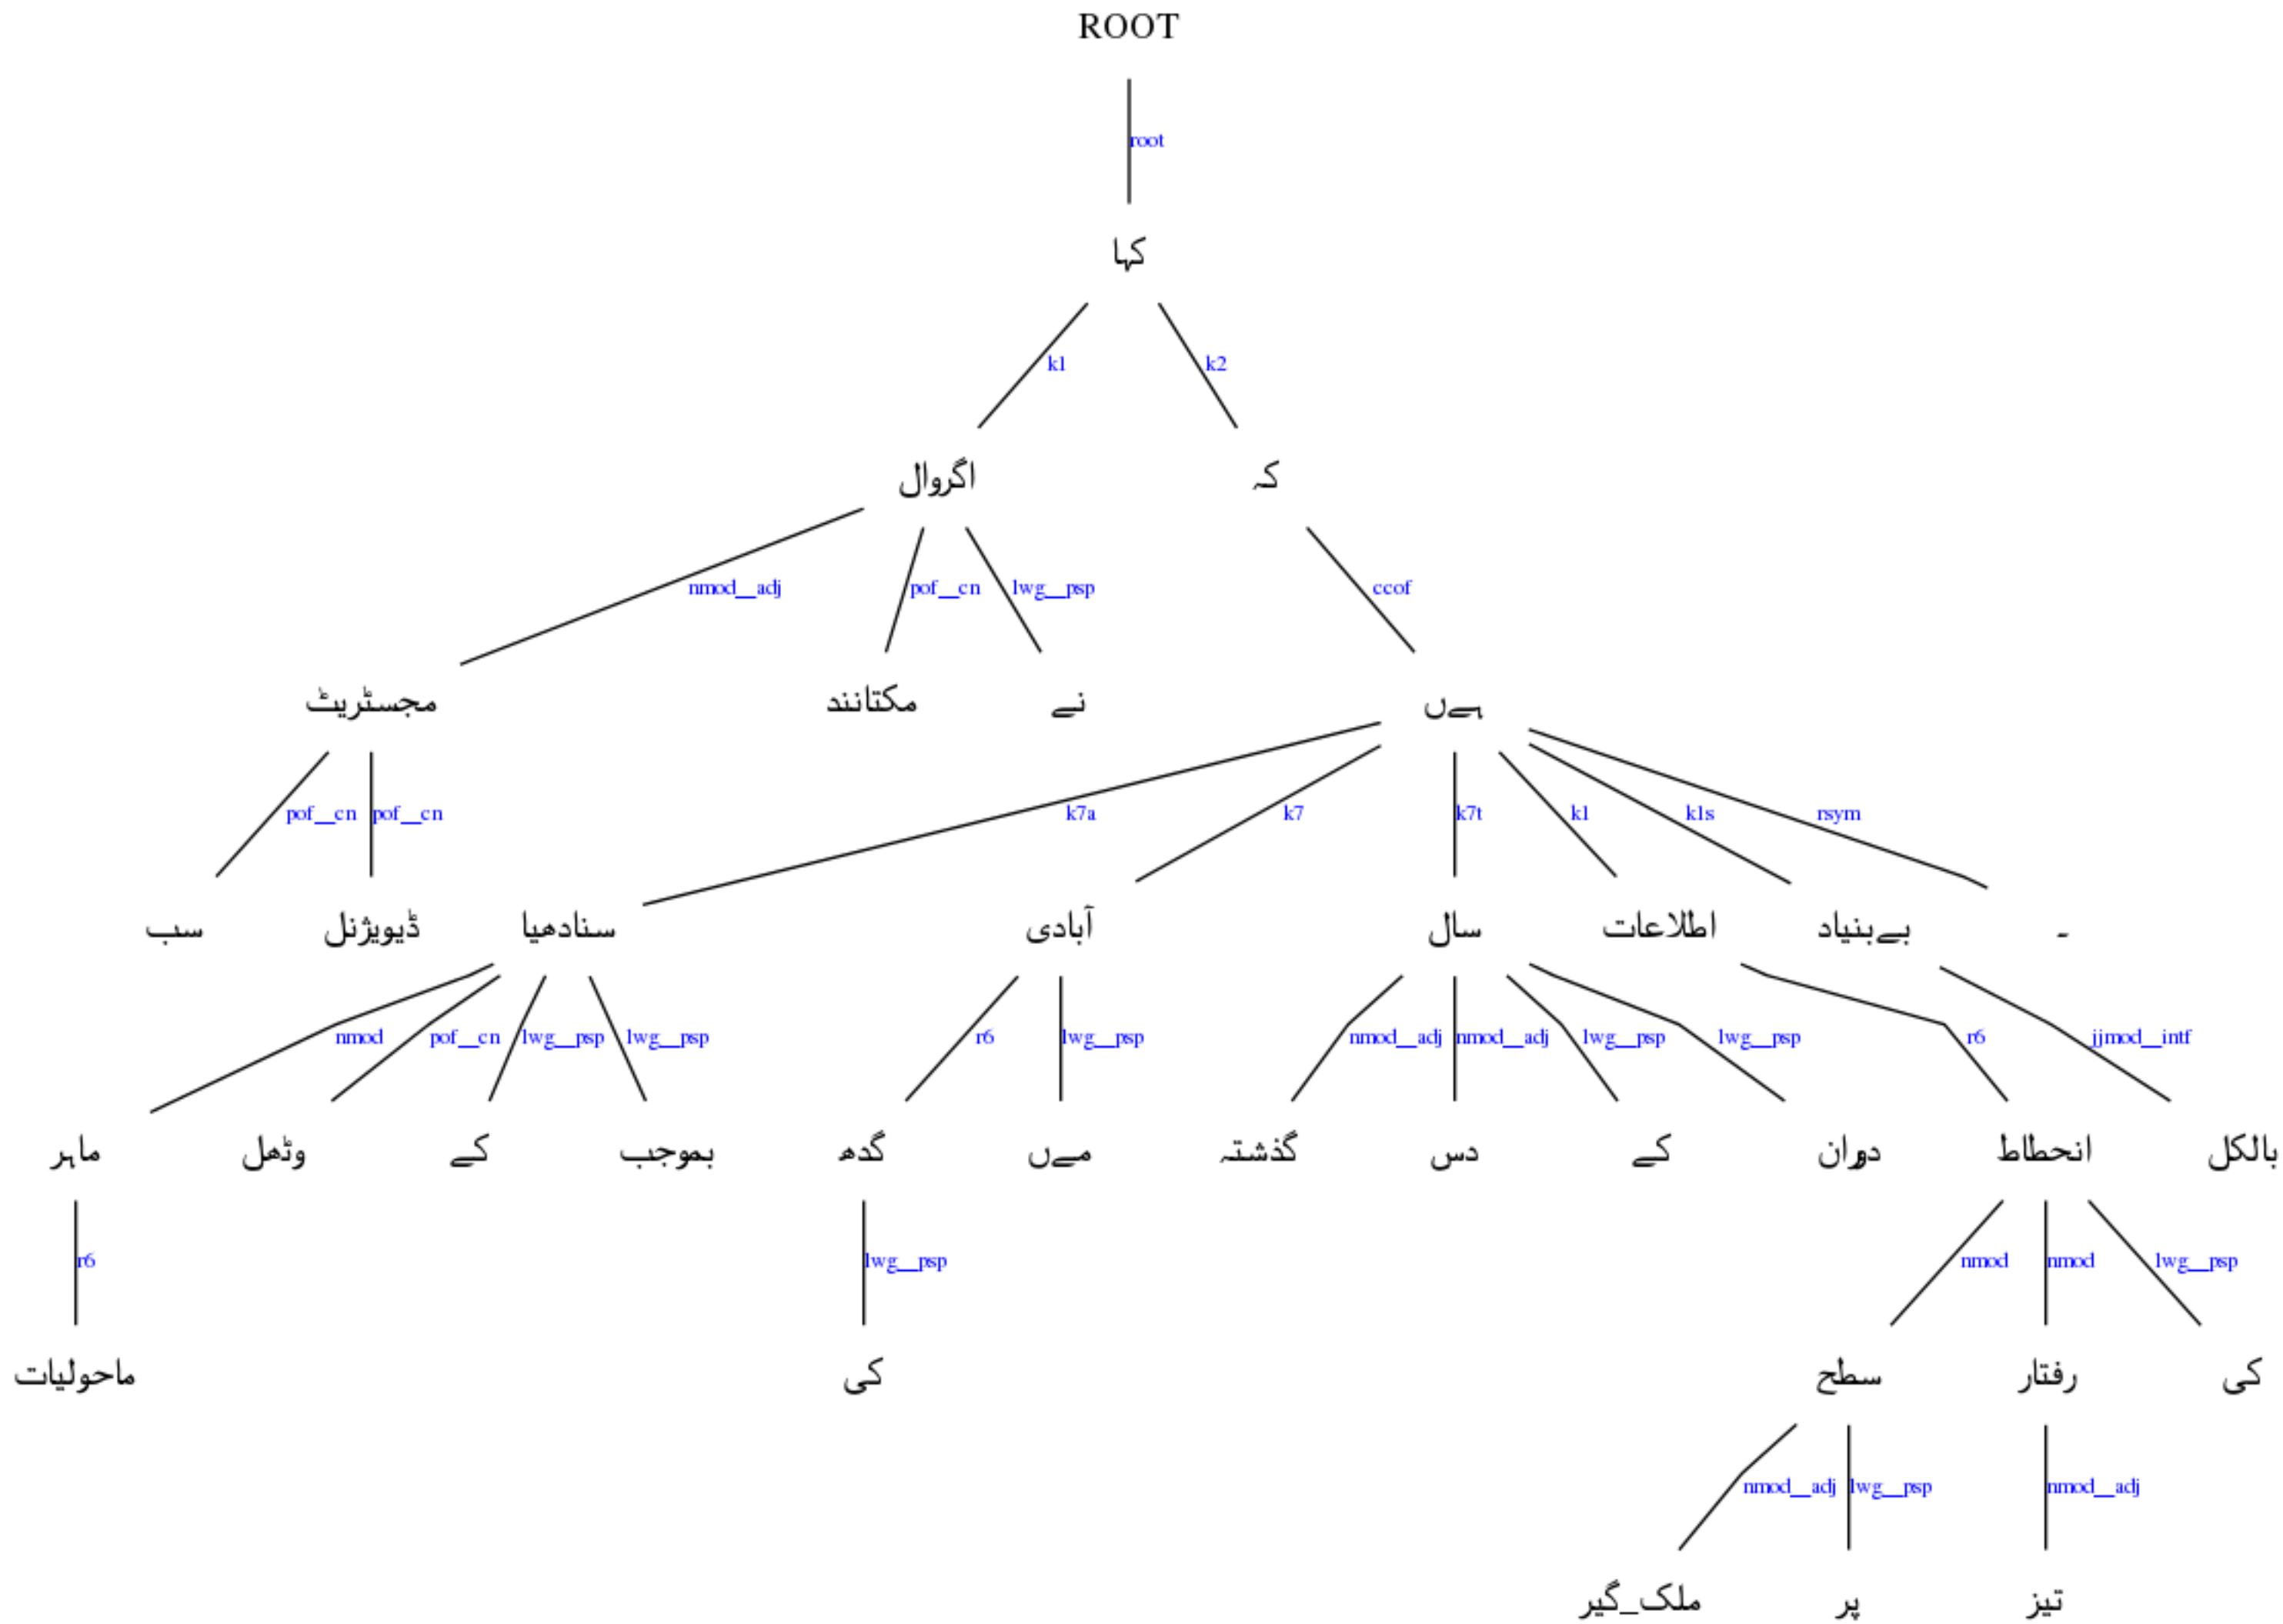 ROOT
root
کہا
k1 k2
اگروال کہ
nmod__adj pof__cn lwg__psp ccof
مجسٹریٹ مکتانند نے ہےں
pof__cn pof__cn k7a k7 k7t k1 k1s rsym
سب ڈیویژنل سنادھیا آبادی سال اطلاعات بےبنیاد ۔
nmod pof__cn lwg__psp lwg__psp r6 lwg__psp nmod__adj nmod__adj lwg__psp lwg__psp r6 jjmod__intf
ماہر وٹھل کے بموجب گدھ مےں گذشتہ دس کے دوران انحطاط بالکل
r6 lwg__psp nmod nmod lwg__psp
ماحولیات کی سطح رفتار کی
nmod__adj lwg__psp nmod__adj
ملک_گیر پر تیز